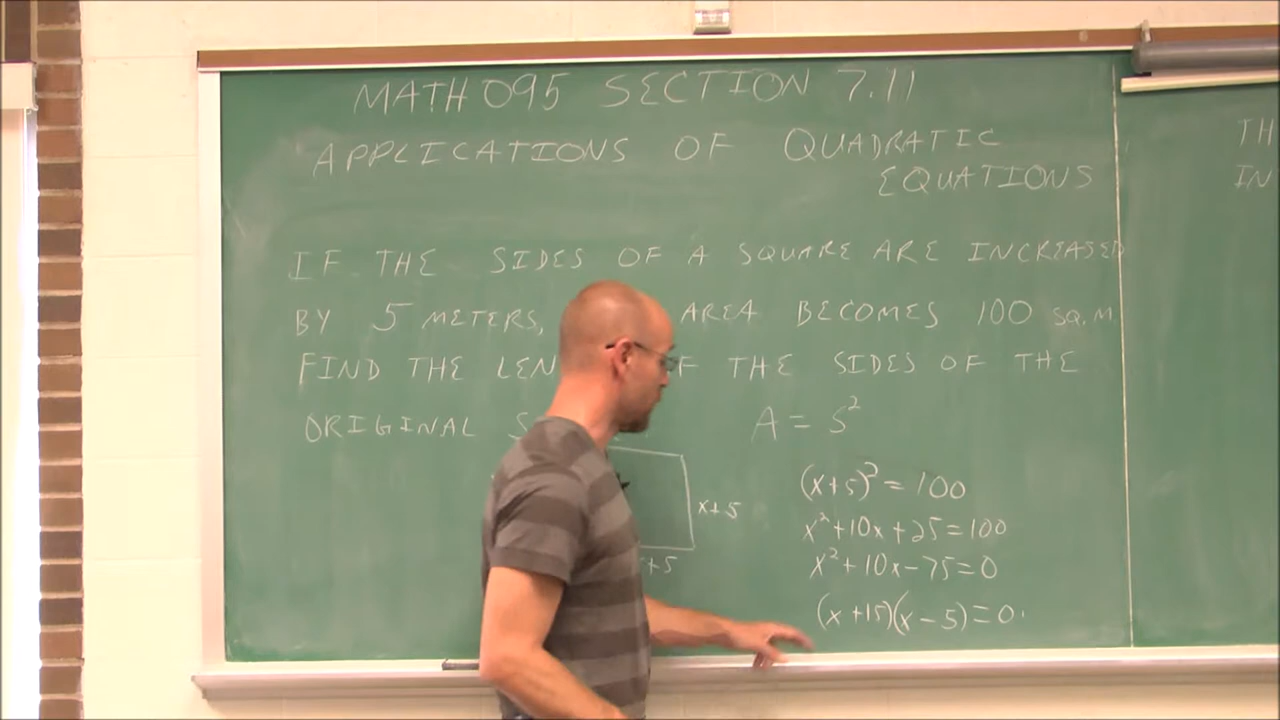 MATH 095 SECTION 7.11
APPLICATIONS OF QUADRATIC
EQUATIONS
IF THE SIDES OF A SQUARE ARE INCREASED
BY 5 METERS, AREA BECOMES 100 SQ.M
FIND THE LEN F THE SIDES OF THE
ORIGINAL S
A = S²
(x+5)² = 100
x+5
x²+10x+25=100
x²+10x-75=0
+5
(x+15)(x-5)=0
TH
IN